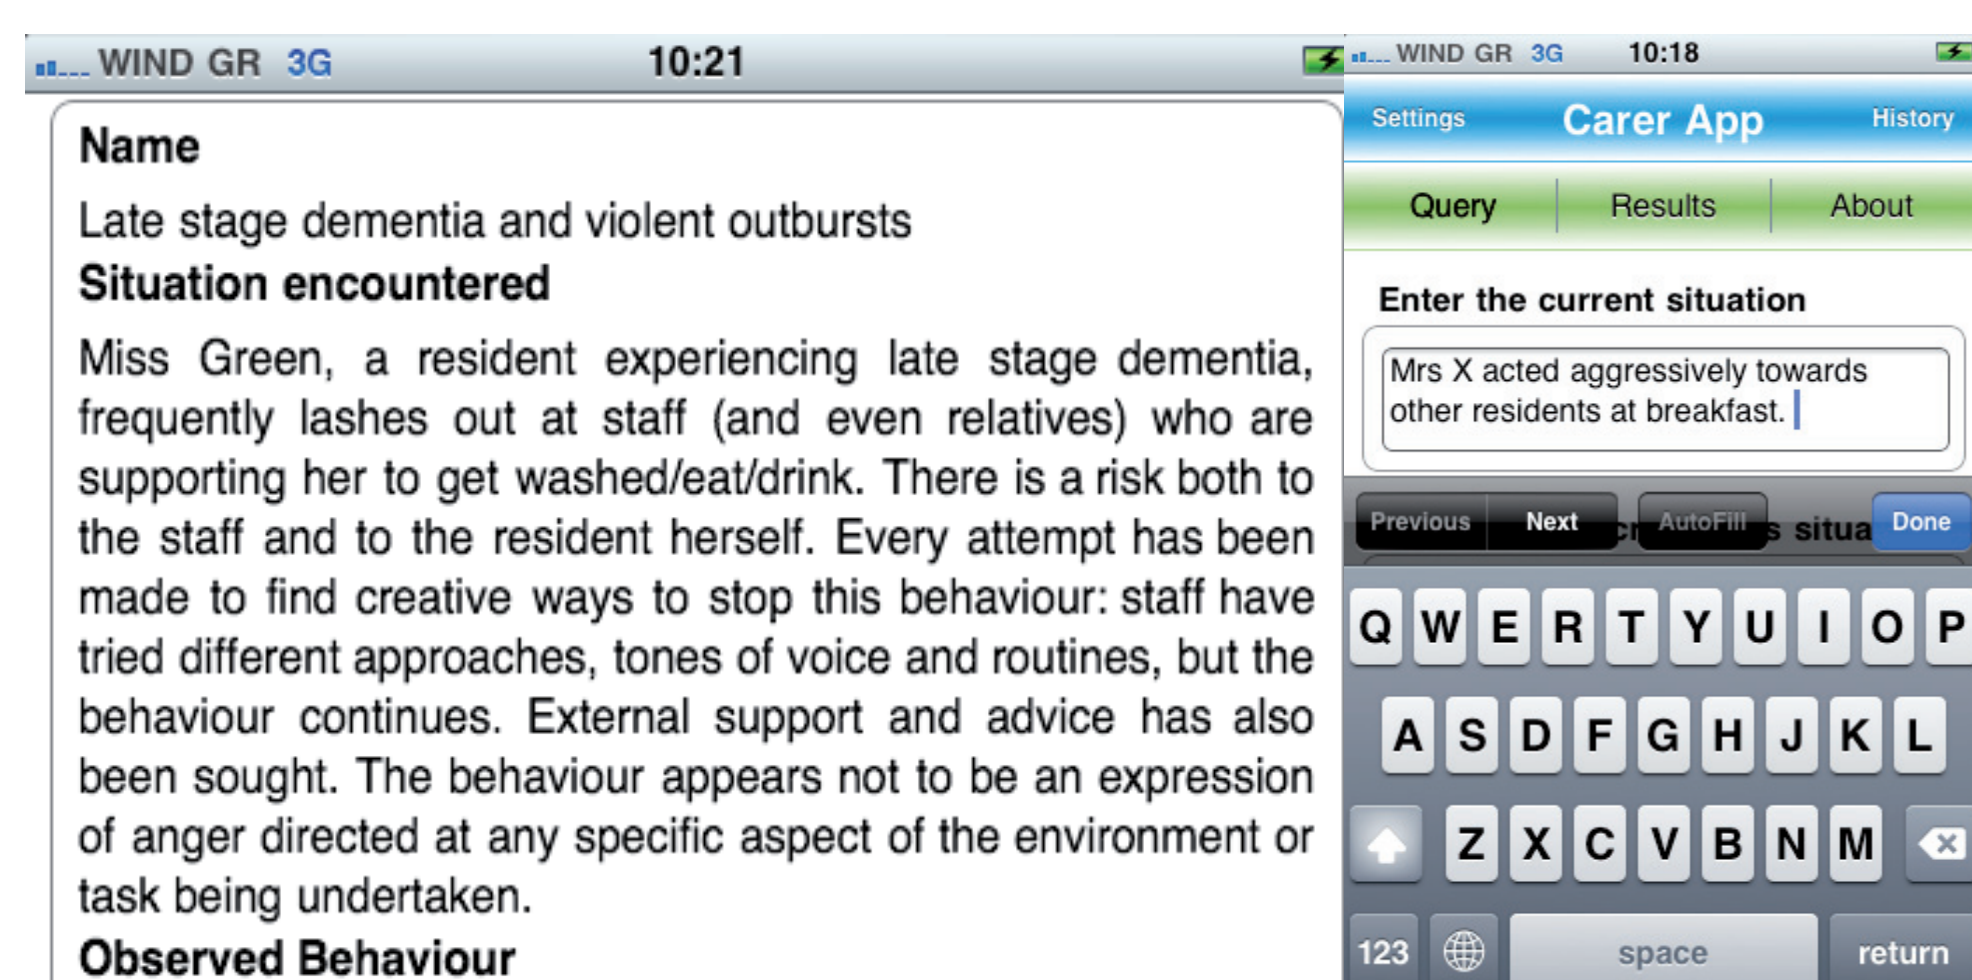 WIND GR 3G 10:21
Name
Late stage dementia and violent outbursts
Situation encountered
Miss Green, a resident experiencing late stage dementia,
frequently lashes out at staff (and even relatives) who are
supporting her to get washed/eat/drink. There is a risk both to
the staff and to the resident herself. Every attempt has been
made to find creative ways to stop this behaviour: staff have
tried different approaches, tones of voice and routines, but the
behaviour continues. External support and advice has also
been sought. The behaviour appears not to be an expression
of anger directed at any specific aspect of the environment or
task being undertaken.
Observed Behaviour
WIND GR 3G 10:18
Settings Carer App History
Query Results About
Enter the current situation
Mrs X acted aggressively towards
other residents at breakfast.
Previous Next AutoFill Done
Q W E R T Y U I O P
A S D F G H J K L
Z X C V B N M
123 space return